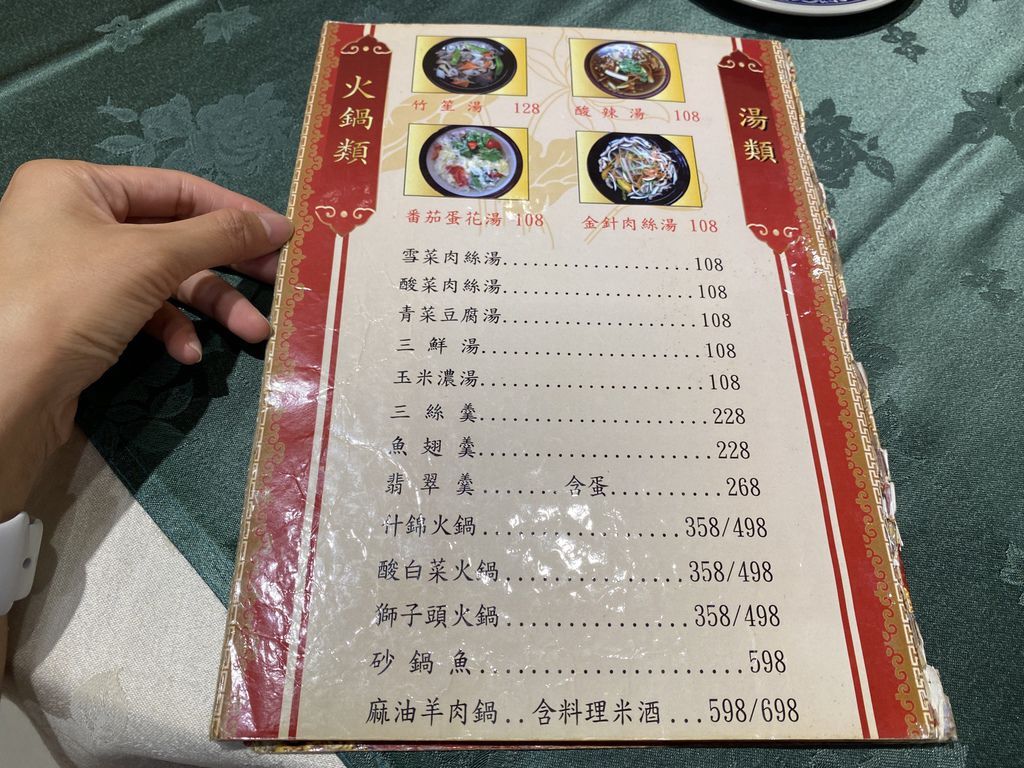 火鍋類
湯類
竹笙湯 128
酸辣湯 108
番茄蛋花湯 108
金針肉絲湯 108
雪菜肉絲湯...................108
酸菜肉絲湯...................108
青菜豆腐湯...................108
三鮮湯......................108
玉米濃湯......................108
三絲羹.......................228
魚翅羹.......................228
翡翠羹........含蛋...........268
什錦火鍋..................358/498
酸白菜火鍋................358/498
獅子頭火鍋................358/498
砂鍋魚.......................598
麻油羊肉鍋..含料理米酒...598/698